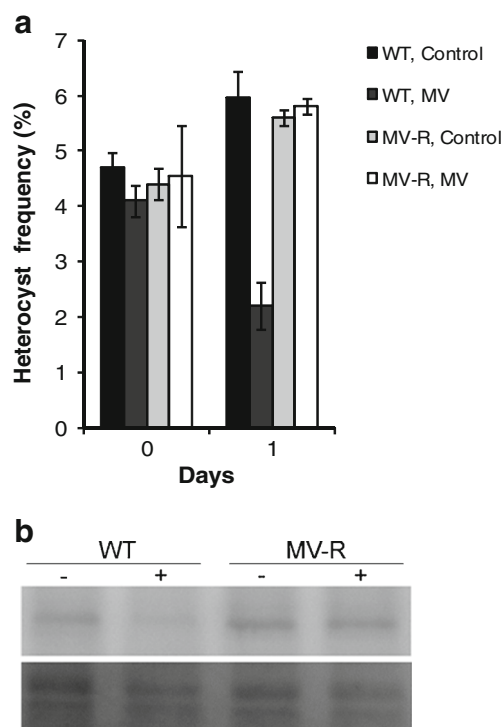 a
7
6
5
4
3
2
1
0
Heterocyst frequency (%)
0 1
Days
WT, Control
WT, MV
MV-R, Control
MV-R, MV
b
WT MV-R
- + - +